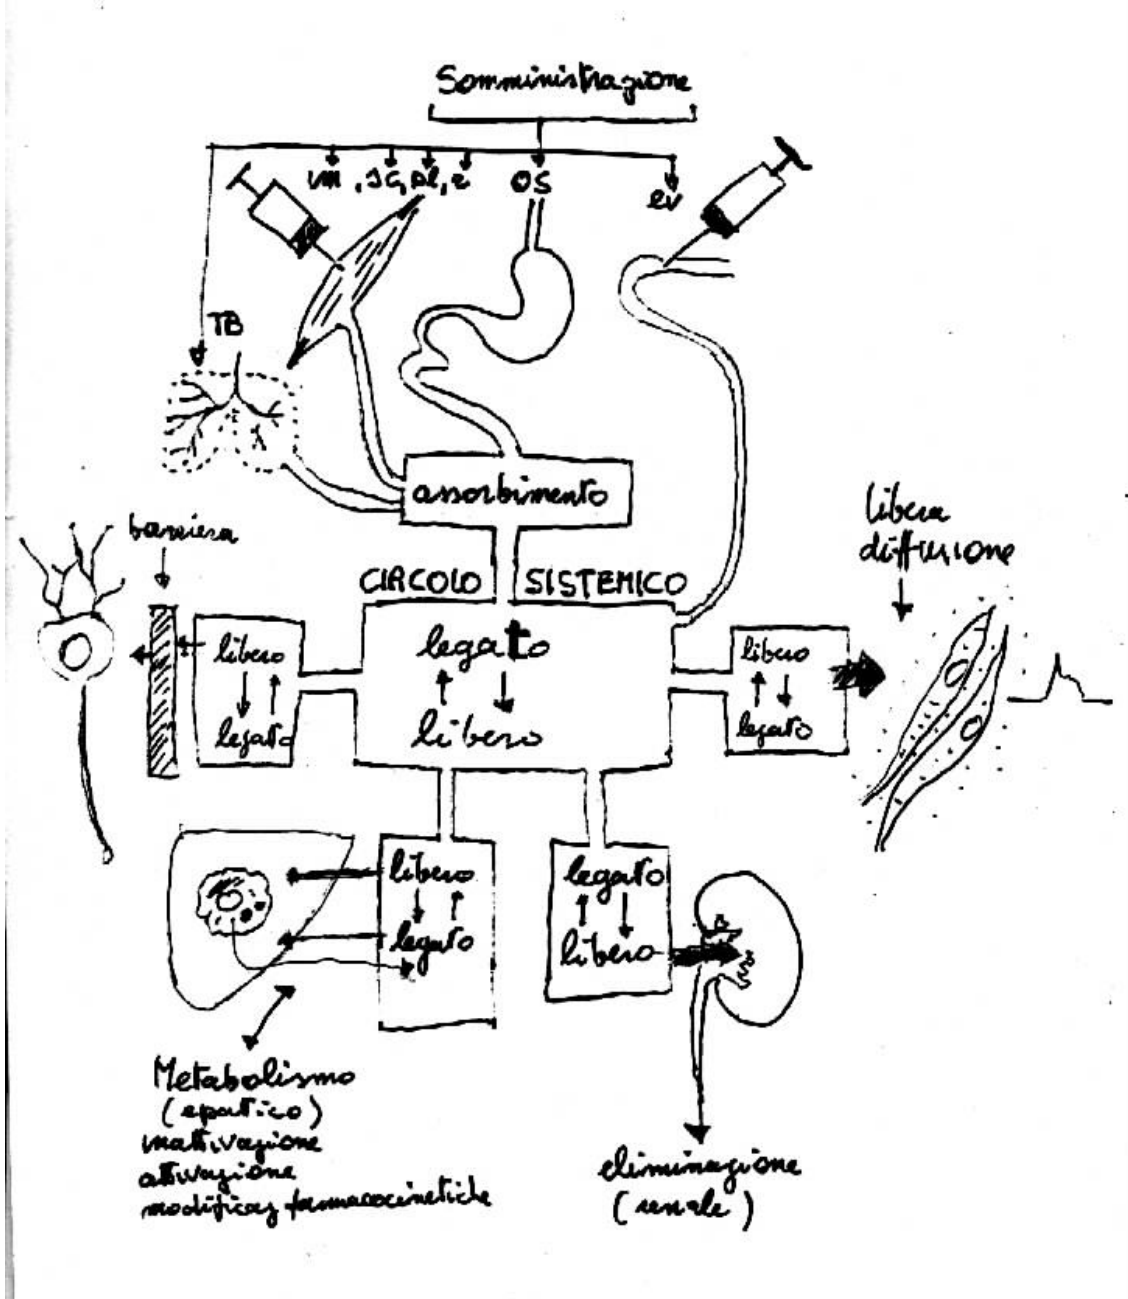 Somministrazione
im, sc, sl, r
OS
ev
TB
assorbimento
barriera
libera
diffusione
CIRCOLO SISTEMICO
legato
libero
libero
legato
libero
legato
libero
legato
legato
libero
Metabolismo
(epatico)
inattivazione
attivazione
modificaz farmacocinetiche
eliminazione
(renale)